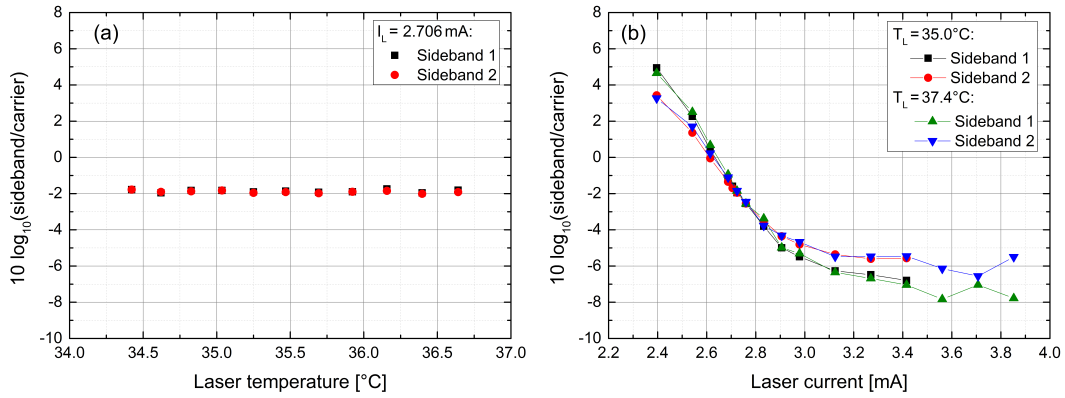 (a)
I_L = 2.706 mA:
Sideband 1
Sideband 2
10 log_10(sideband/carrier)
8
6
4
2
0
-2
-4
-6
-8
-10
34.0 34.5 35.0 35.5 36.0 36.5 37.0
Laser temperature [°C]
(b)
T_L = 35.0°C:
Sideband 1
Sideband 2
T_L = 37.4°C:
Sideband 1
Sideband 2
10 log_10(sideband/carrier)
8
6
4
2
0
-2
-4
-6
-8
-10
2.2 2.4 2.6 2.8 3.0 3.2 3.4 3.6 3.8 4.0
Laser current [mA]